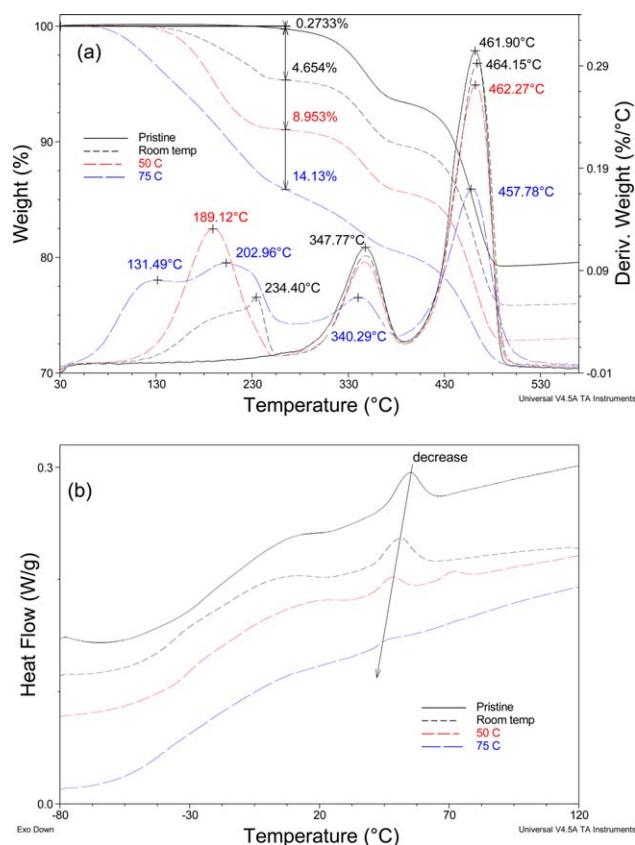 (a)
0.2733%
4.654%
8.953%
14.13%
461.90°C
464.15°C
462.27°C
457.78°C
Pristine
Room temp
50 C
75 C
189.12°C
131.49°C
202.96°C
234.40°C
347.77°C
340.29°C
100
90
80
70
Weight (%)
0.29
0.19
0.09
-0.01
Deriv. Weight (%/°C)
30
130
230
330
430
530
Temperature (°C)
Universal V4.5A TA Instruments
(b)
decrease
0.3
0.0
Heat Flow (W/g)
Pristine
Room temp
50 C
75 C
-80
-30
20
70
120
Exo Down
Temperature (°C)
Universal V4.5A TA Instruments